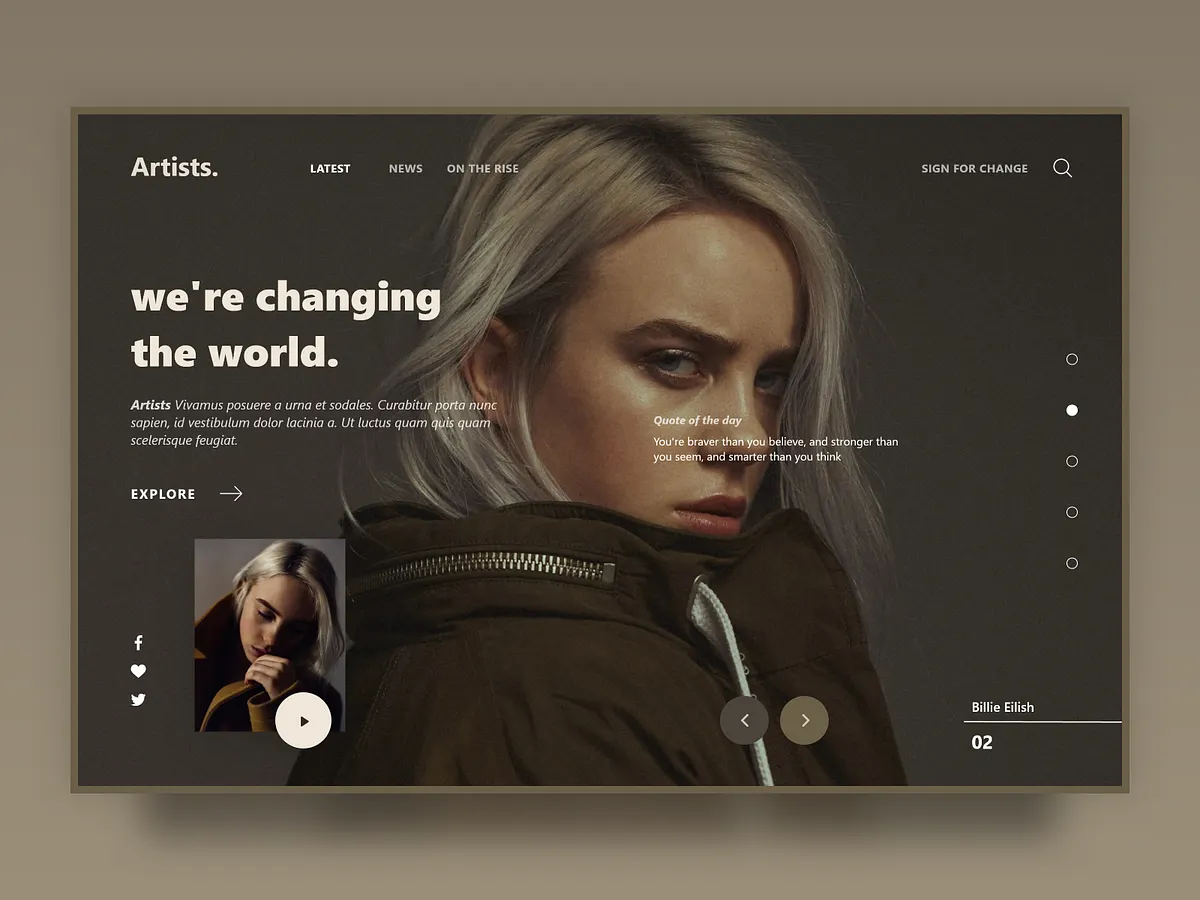 Artists.
LATEST NEWS ON THE RISE
SIGN FOR CHANGE
we're changing
the world.
Artists Vivamus posuere a urna et sodales. Curabitur porta nunc
sapien, id vestibulum dolor lacinia a. Ut luctus quam quis quam
scelerisque feugiat.
EXPLORE
Quote of the day
You're braver than you believe, and stronger than
you seem, and smarter than you think
Billie Eilish
02